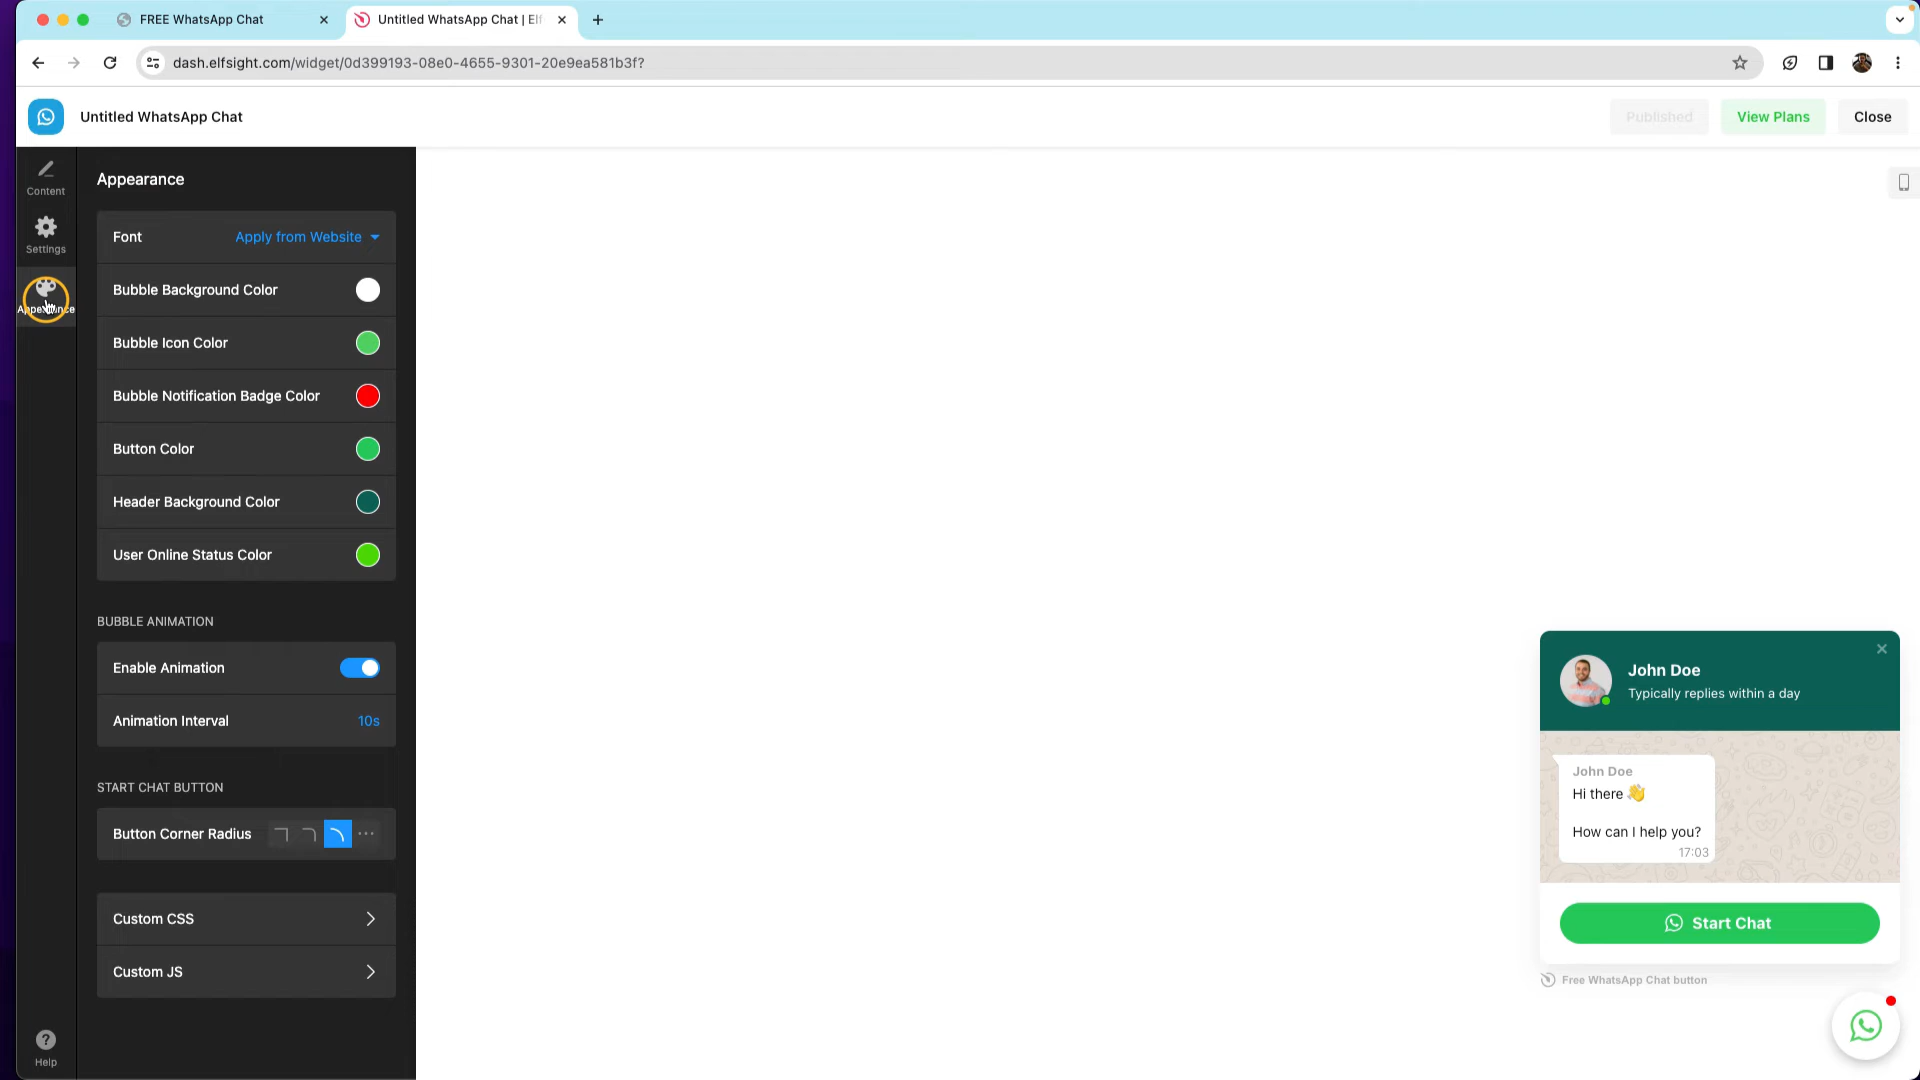 FREE WhatsApp Chat
Untitled WhatsApp Chat | Elf
dash.elfsight.com/widget/0d399193-08e0-4655-9301-20e9ea581b3f?
Untitled WhatsApp Chat
Published
View Plans
Close
Content
Settings
Appearance
Help
Appearance
Font
Apply from Website
Bubble Background Color
Bubble Icon Color
Bubble Notification Badge Color
Button Color
Header Background Color
User Online Status Color
BUBBLE ANIMATION
Enable Animation
Animation Interval
10s
START CHAT BUTTON
Button Corner Radius
Custom CSS
Custom JS
John Doe
Typically replies within a day
John Doe
Hi there 👋
How can I help you?
17:03
Start Chat
Free WhatsApp Chat button